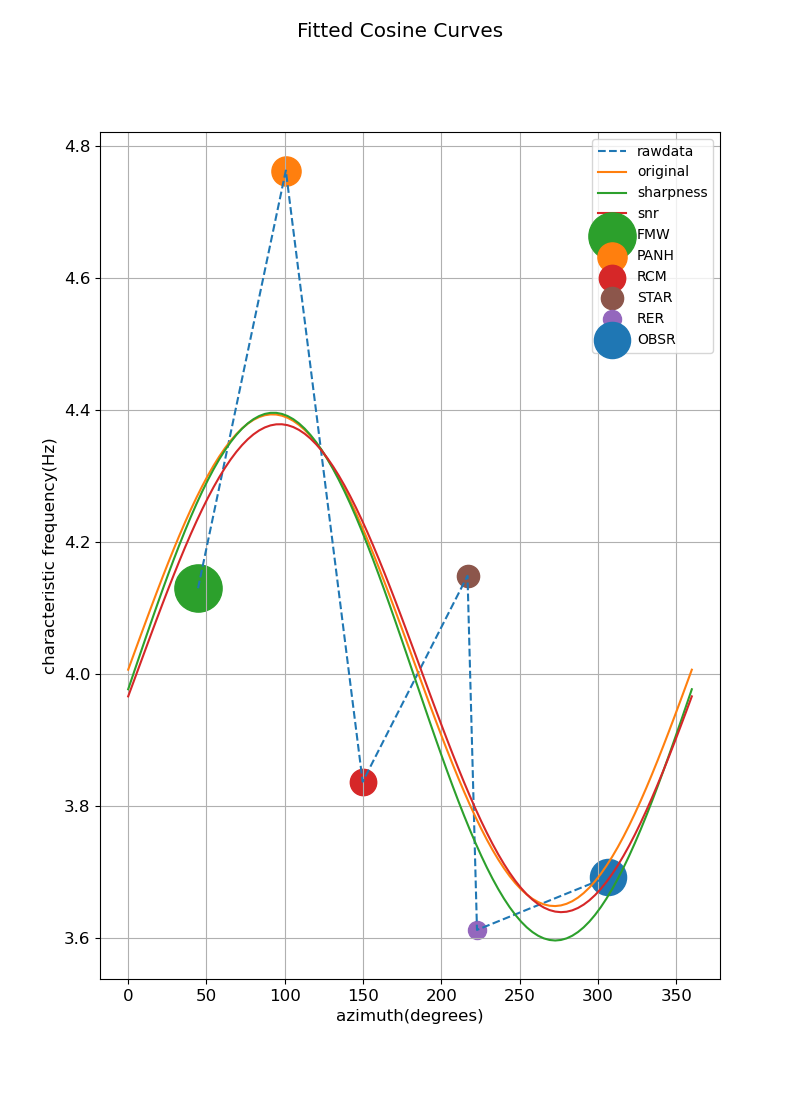 Fitted Cosine Curves
4.8
4.6
4.4
4.2
4.0
3.8
3.6
characteristic frequency(Hz)
rawdata
original
sharpness
snr
FMW
PANH
RCM
STAR
RER
OBSR
0 50 100 150 200 250 300 350
azimuth(degrees)